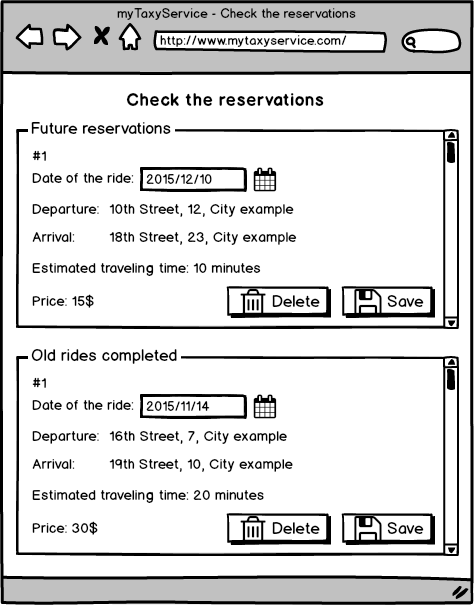 myTaxyService - Check the reservations
http://www.mytaxyservice.com/
Check the reservations
Future reservations
#1
Date of the ride: 2015/12/10
Departure: 10th Street, 12, City example
Arrival: 18th Street, 23, City example
Estimated traveling time: 10 minutes
Price: 15$ Delete Save
Old rides completed
#1
Date of the ride: 2015/11/14
Departure: 16th Street, 7, City example
Arrival: 19th Street, 10, City example
Estimated traveling time: 20 minutes
Price: 30$ Delete Save